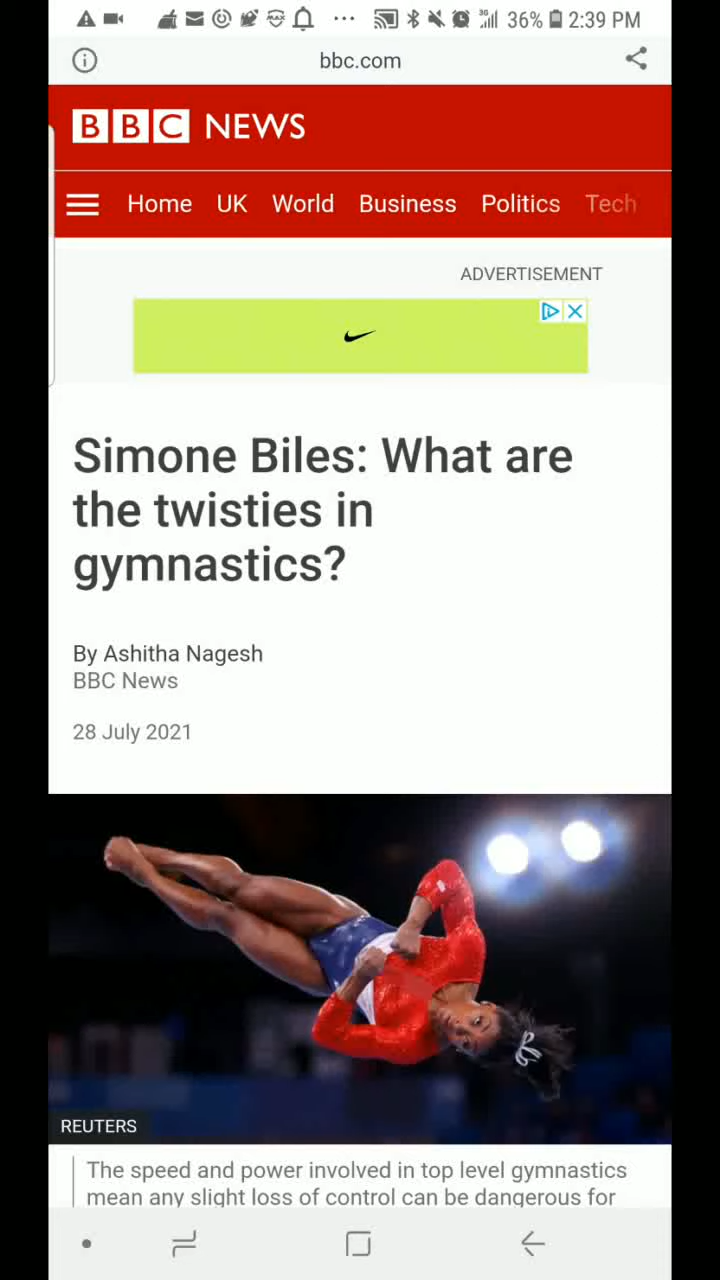 36% 2:39 PM
bbc.com
BBC NEWS
Home UK World Business Politics Tech
ADVERTISEMENT
Simone Biles: What are
the twisties in
gymnastics?
By Ashitha Nagesh
BBC News
28 July 2021
REUTERS
The speed and power involved in top level gymnastics
mean any slight loss of control can be dangerous for